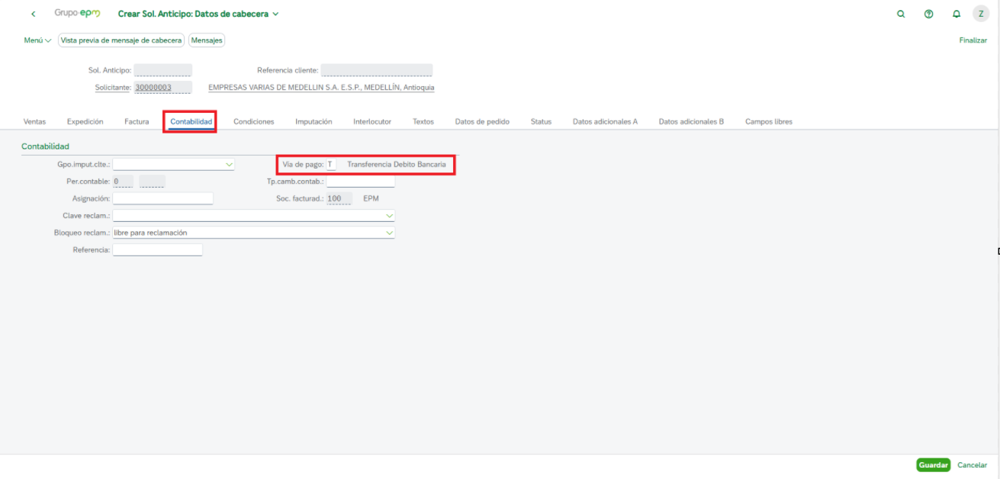 Grupo·epm Crear Sol. Anticipo: Datos de cabecera Z
Menú Vista previa de mensaje de cabecera Mensajes Finalizar
Sol. Anticipo: Referencia cliente:
Solicitante: 30000003 EMPRESAS VARIAS DE MEDELLIN S.A. E.S.P., MEDELLÍN, Antioquia
Ventas Expedición Factura Contabilidad Condiciones Imputación Interlocutor Textos Datos de pedido Status Datos adicionales A Datos adicionales B Campos libres
Contabilidad
Gpo.imput.clte.: Vía de pago: T Transferencia Debito Bancaria
Per.contable: 0 Tp.camb.contab.:
Asignación: Soc. facturad.: 100 EPM
Clave reclam.:
Bloqueo reclam.: libre para reclamación
Referencia:
Guardar Cancelar